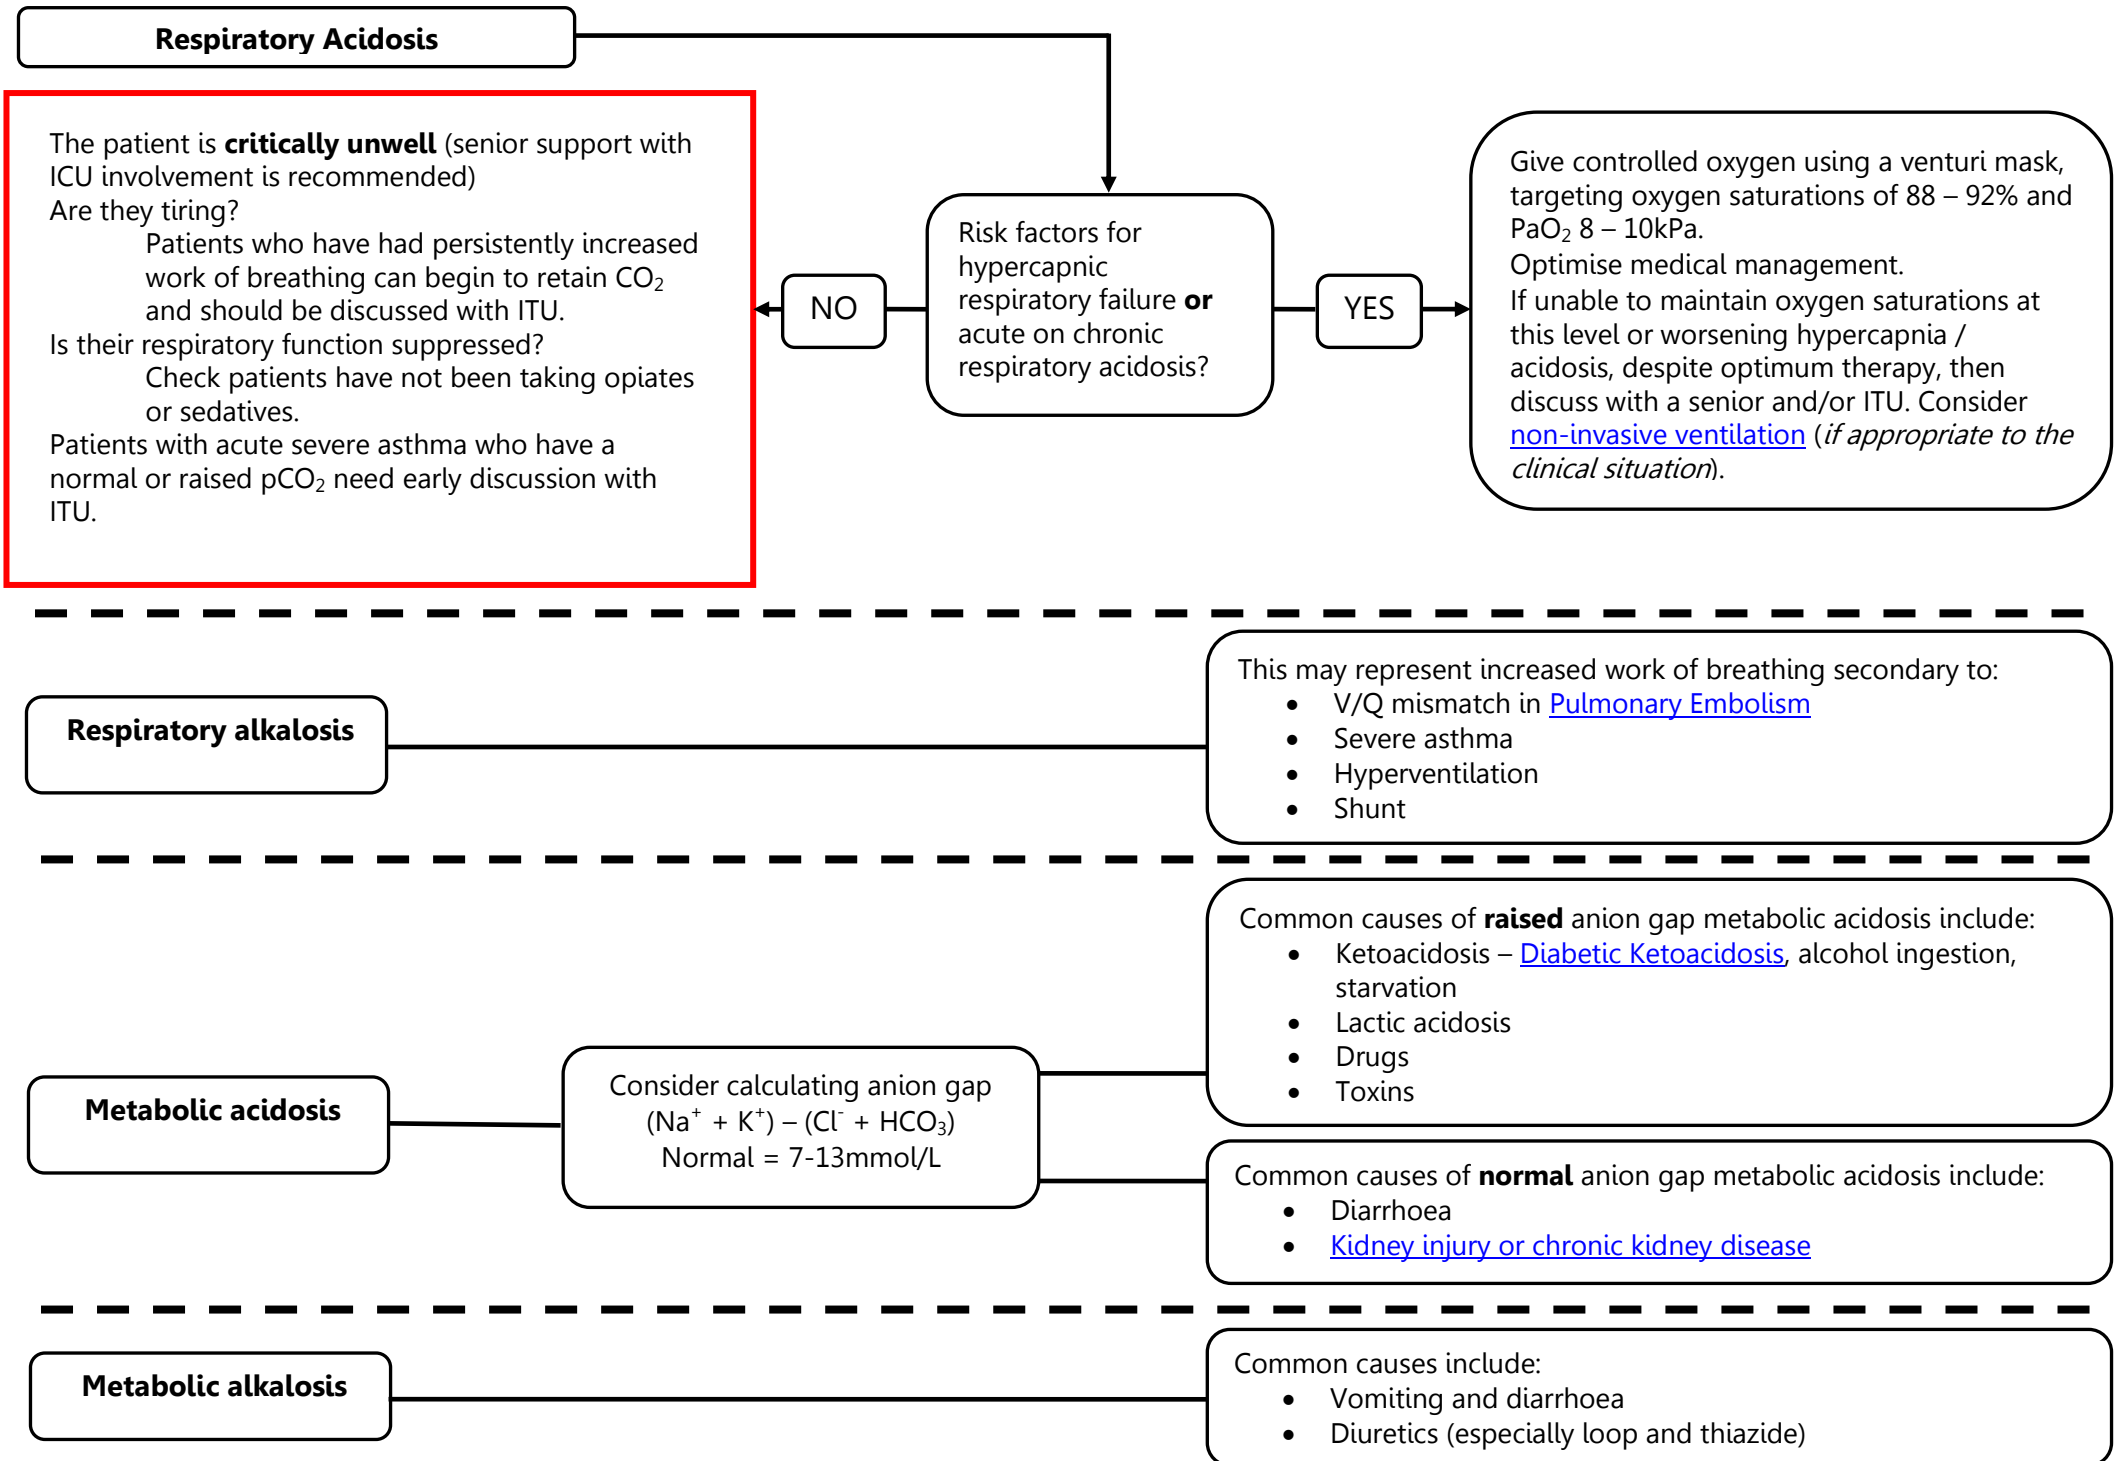 Respiratory Acidosis
The patient is critically unwell (senior support with
ICU involvement is recommended)
Are they tiring?
Patients who have had persistently increased
work of breathing can begin to retain CO₂
and should be discussed with ITU.
Is their respiratory function suppressed?
Check patients have not been taking opiates
or sedatives.
Patients with acute severe asthma who have a
normal or raised pCO₂ need early discussion with
ITU.
NO
Risk factors for
hypercapnic
respiratory failure or
acute on chronic
respiratory acidosis?
YES
Give controlled oxygen using a venturi mask,
targeting oxygen saturations of 88 – 92% and
PaO₂ 8 – 10kPa.
Optimise medical management.
If unable to maintain oxygen saturations at
this level or worsening hypercapnia /
acidosis, despite optimum therapy, then
discuss with a senior and/or ITU. Consider
non-invasive ventilation (if appropriate to the
clinical situation).
Respiratory alkalosis
This may represent increased work of breathing secondary to:
• V/Q mismatch in Pulmonary Embolism
• Severe asthma
• Hyperventilation
• Shunt
Metabolic acidosis
Consider calculating anion gap
(Na⁺ + K⁺) – (Cl⁻ + HCO₃)
Normal = 7-13mmol/L
Common causes of raised anion gap metabolic acidosis include:
• Ketoacidosis – Diabetic Ketoacidosis, alcohol ingestion,
starvation
• Lactic acidosis
• Drugs
• Toxins
Common causes of normal anion gap metabolic acidosis include:
• Diarrhoea
• Kidney injury or chronic kidney disease
Metabolic alkalosis
Common causes include:
• Vomiting and diarrhoea
• Diuretics (especially loop and thiazide)